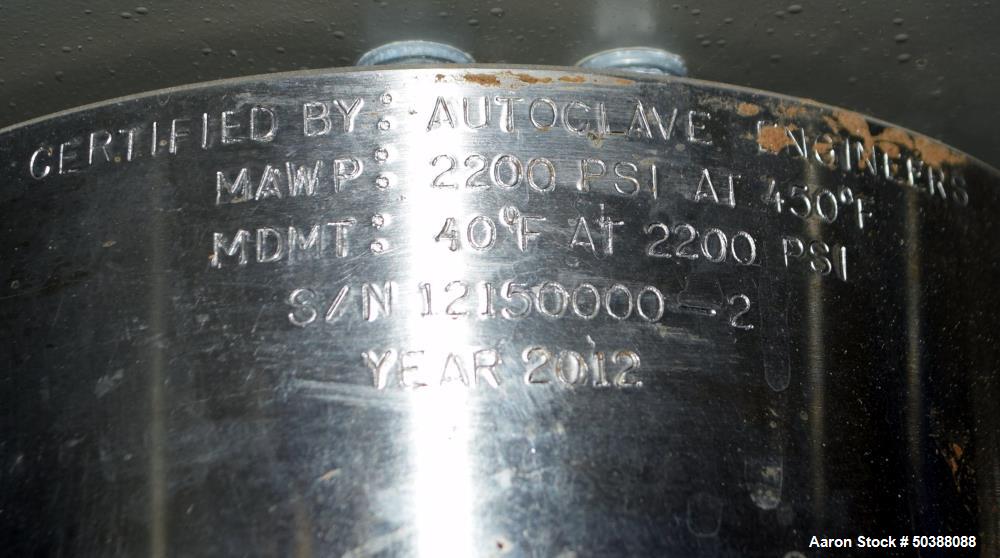 CERTIFIED BY: AUTOCLAVE ENGINEERS
MAWP: 2200 PSI AT 450°F
MDMT: 40°F AT 2200 PSI
S/N 12150000-2
YEAR 2012
Aaron Stock # 50388088